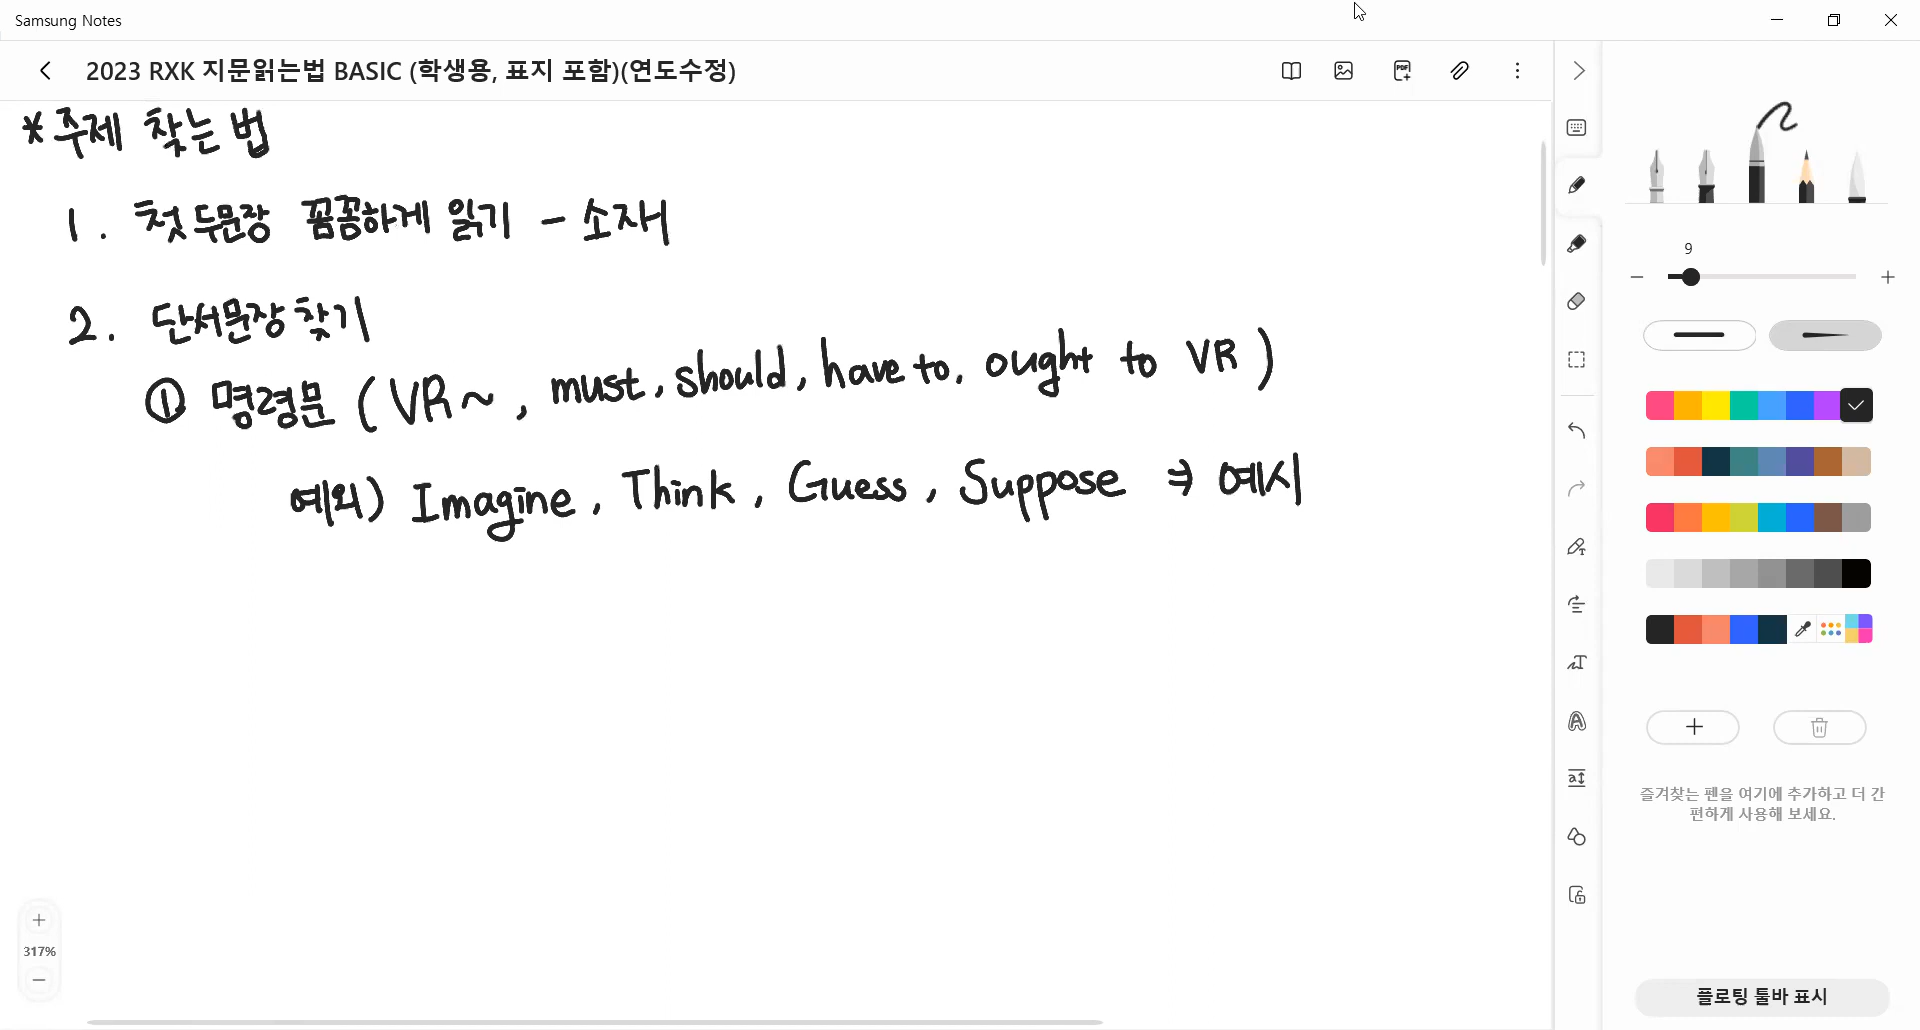 Samsung Notes
2023 RXK 지문읽는법 BASIC (학생용, 표지 포함)(연도수정)
PDF
*주제 찾는 법
1. 첫 두문장 꼼꼼하게 읽기 - 소재
2. 단서문장 찾기
① 명령문 (VR~, must, should, have to, ought to VR)
예외) Imagine, Think, Guess, Suppose ⇒ 예시
9
즐겨찾는 펜을 여기에 추가하고 더 간
편하게 사용해 보세요.
317%
플로팅 툴바 표시